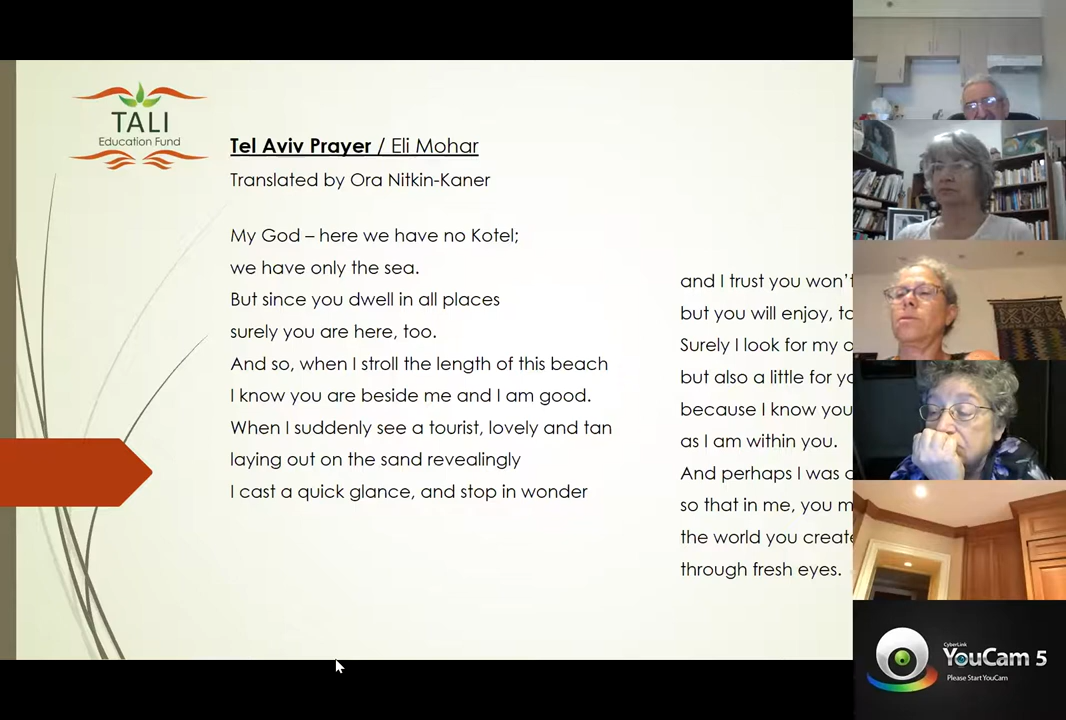 TALI
Education Fund
Tel Aviv Prayer / Eli Mohar
Translated by Ora Nitkin-Kaner
My God – here we have no Kotel;
we have only the sea.
But since you dwell in all places
surely you are here, too.
And so, when I stroll the length of this beach
I know you are beside me and I am good.
When I suddenly see a tourist, lovely and tan
laying out on the sand revealingly
I cast a quick glance, and stop in wonder
and I trust you won't
but you will enjoy,
Surely I look for my
but also a little for
because I know you
as I am within you.
And perhaps I was
so that in me, you
the world you
through fresh eyes.
CyberLink
YouCam 5
Please Start YouCam